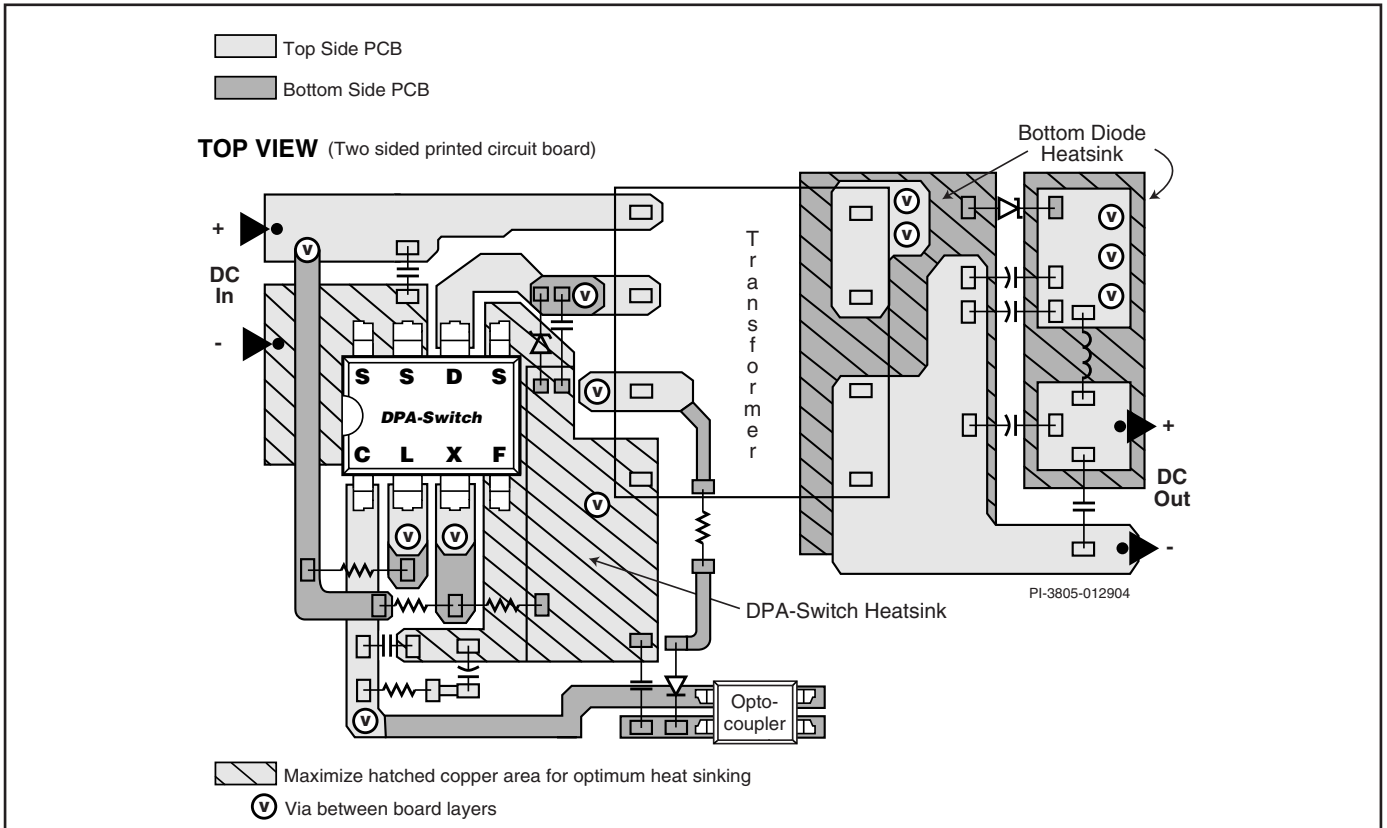 Top Side PCB
Bottom Side PCB
TOP VIEW (Two sided printed circuit board)
Bottom Diode
Heatsink
+
DC
In
-
V
V
V
V
V
V
V
V
V
V
V
V
S S D S
DPA-Switch
C L X F
Transformer
+
DC
Out
-
PI-3805-012904
DPA-Switch Heatsink
Opto-
coupler
Maximize hatched copper area for optimum heat sinking
V Via between board layers